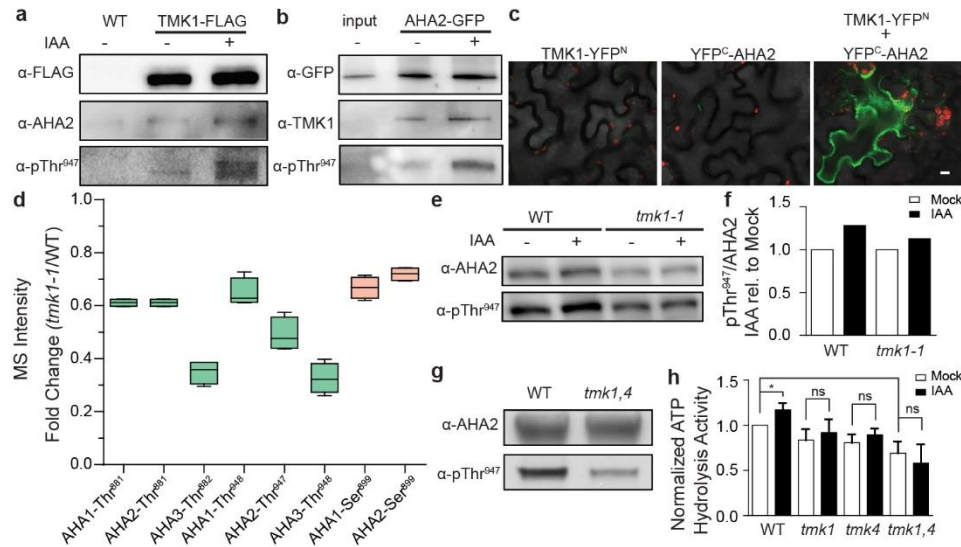 a
WT TMK1-FLAG
IAA - - +
α-FLAG
α-AHA2
α-pThr⁹⁴⁷
b
input AHA2-GFP
IAA - - +
α-GFP
α-TMK1
α-pThr⁹⁴⁷
c
TMK1-YFPᴺ
YFPᶜ-AHA2
TMK1-YFPᴺ
+
YFPᶜ-AHA2
d
MS Intensity
Fold Change (tmk1-1/WT)
1.0
0.8
0.6
0.4
0.2
0.0
AHA1-Thr⁸⁸¹
AHA2-Thr⁸⁸¹
AHA3-Thr⁸⁸²
AHA1-Thr⁹⁴⁸
AHA2-Thr⁹⁴⁷
AHA3-Thr⁹⁴⁸
AHA1-Ser⁸⁹⁹
AHA2-Ser⁸⁹⁹
e
WT tmk1-1
IAA - + - +
α-AHA2
α-pThr⁹⁴⁷
f
Mock
IAA
pThr⁹⁴⁷/AHA2
IAA rel. to Mock
1.5
1.0
0.5
0.0
WT tmk1-1
g
WT tmk1,4
α-AHA2
α-pThr⁹⁴⁷
h
Mock
IAA
Normalized ATP
Hydrolysis Activity
1.5
1.0
0.5
0.0
* ns ns ns
WT tmk1 tmk4 tmk1,4